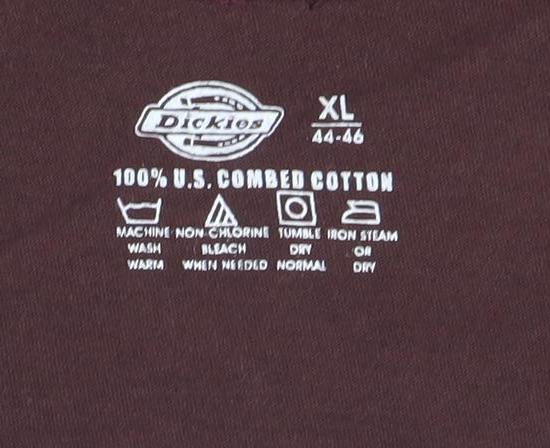 Dickies
XL
44-46
100% U.S. COMBED COTTON
MACHINE NON-CHLORINE TUMBLE IRON STEAM
WASH BLEACH DRY OR
WARM WHEN NEEDED NORMAL DRY